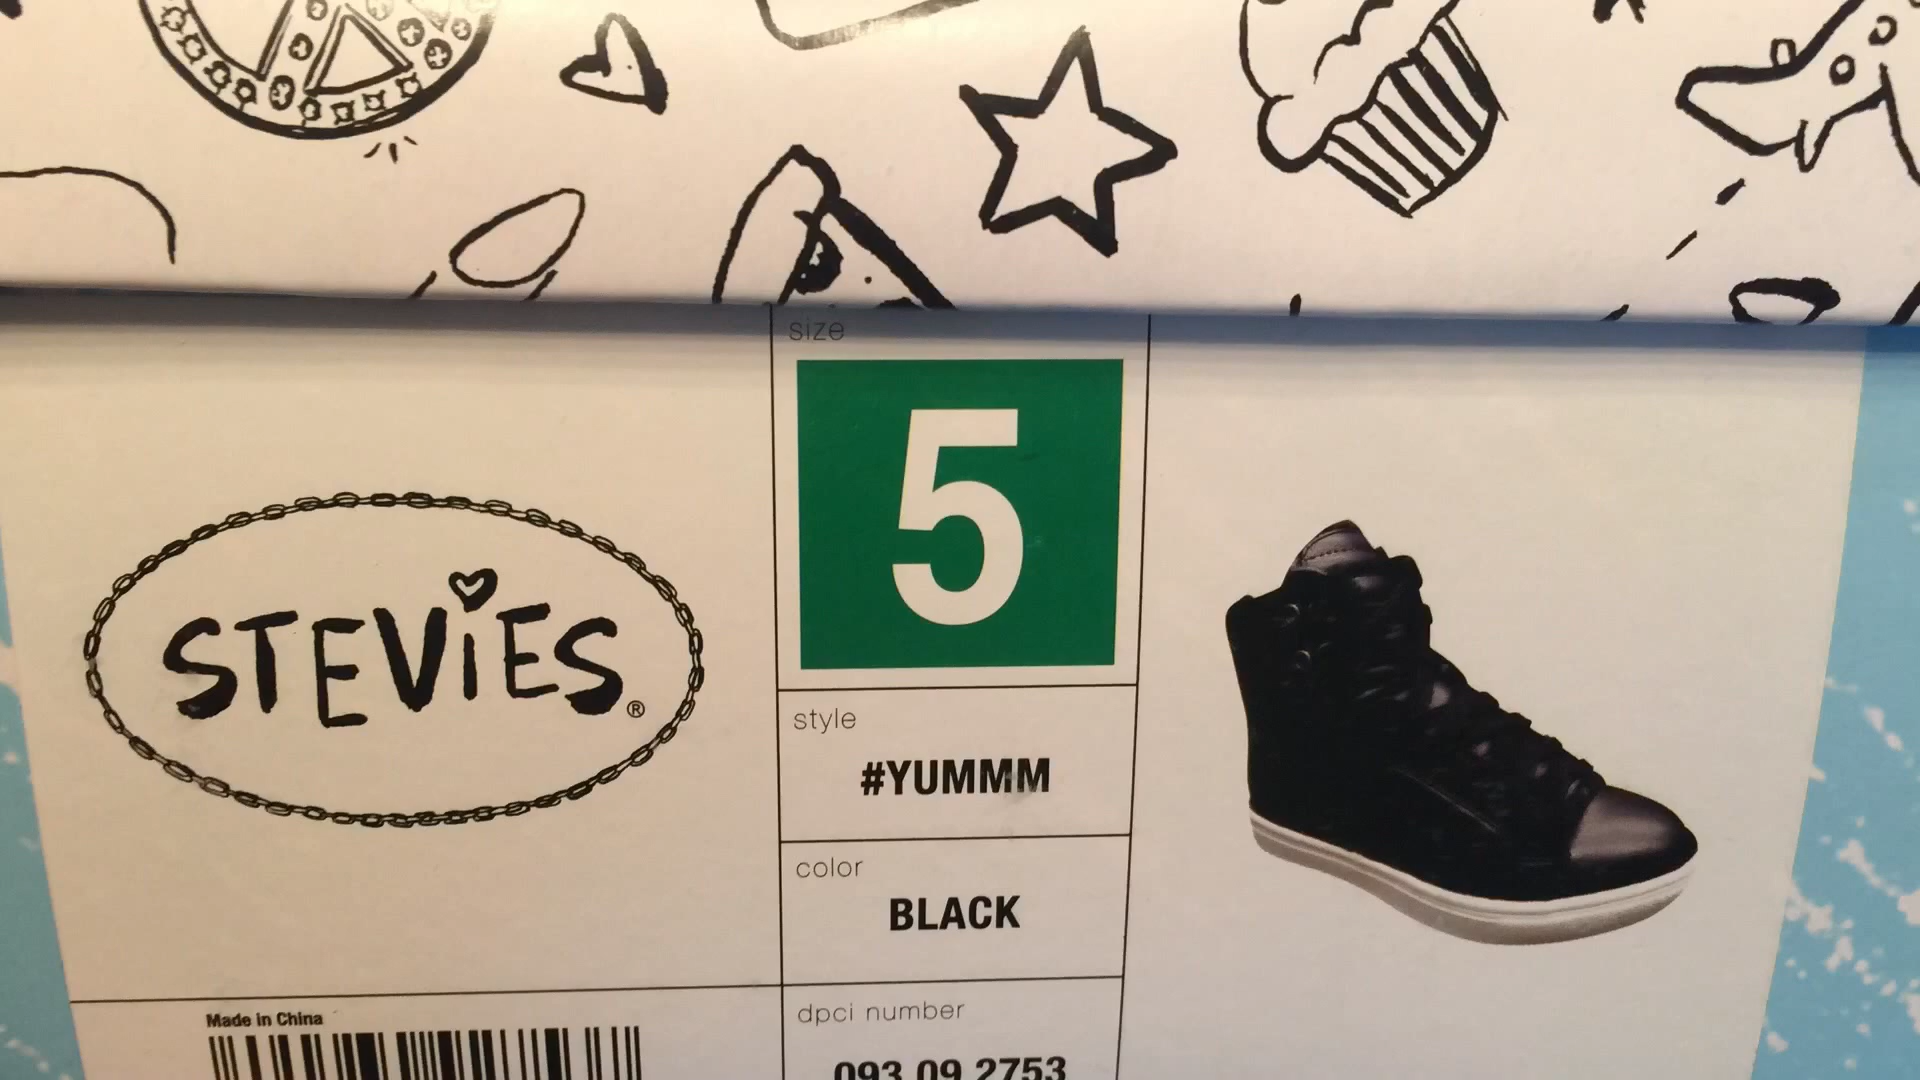 size
5
STEVIES®
style
#YUMMM
color
BLACK
Made in China
dpci number
093 09 2753